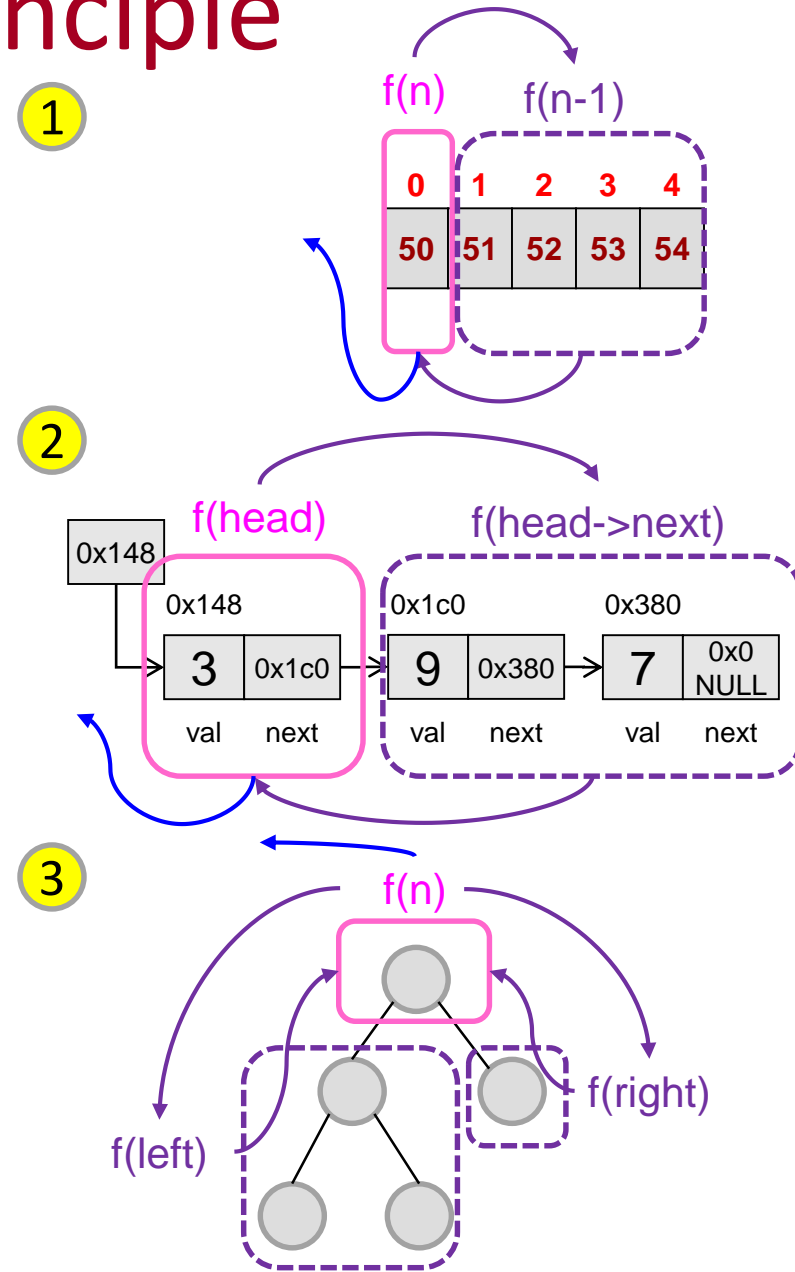 nciple
1
f(n) f(n-1)
0 1 2 3 4
50 51 52 53 54
2
f(head) f(head->next)
0x148
0x148 0x1c0 0x380
3 0x1c0 9 0x380 7 0x0
NULL
val next val next val next
3
f(n)
f(right)
f(left)